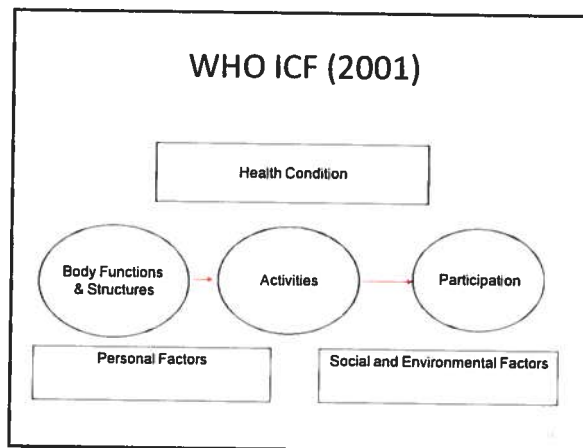 WHO ICF (2001)
Health Condition
Body Functions
& Structures
Activities
Participation
Personal Factors
Social and Environmental Factors